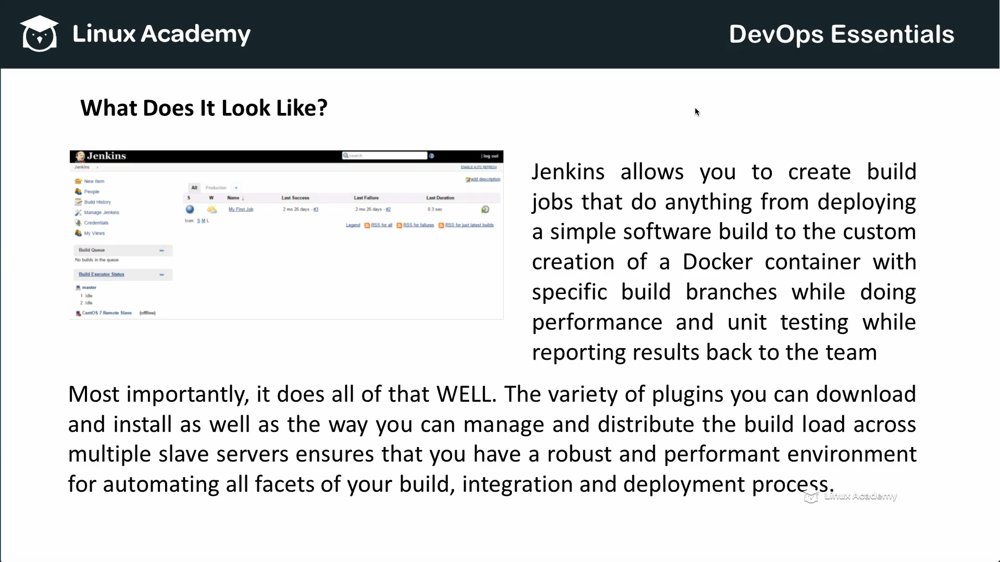 Linux Academy
DevOps Essentials
What Does It Look Like?
Jenkins
search
| log out
Jenkins
ENABLE AUTO REFRESH
New Item
People
Build History
Manage Jenkins
Credentials
My Views
add description
All Production +
S W Name ↓ Last Success Last Failure Last Duration
My First Job 2 mo 26 days - #3 2 mo 26 days - #2 0.3 sec
Icon: S M L
Legend RSS for all RSS for failures RSS for just latest builds
Build Queue
No builds in the queue.
Build Executor Status
master
1 Idle
2 Idle
CentOS 7 Remote Slave (offline)
Jenkins allows you to create build
jobs that do anything from deploying
a simple software build to the custom
creation of a Docker container with
specific build branches while doing
performance and unit testing while
reporting results back to the team
Most importantly, it does all of that WELL. The variety of plugins you can download
and install as well as the way you can manage and distribute the build load across
multiple slave servers ensures that you have a robust and performant environment
for automating all facets of your build, integration and deployment process.
Linux Academy